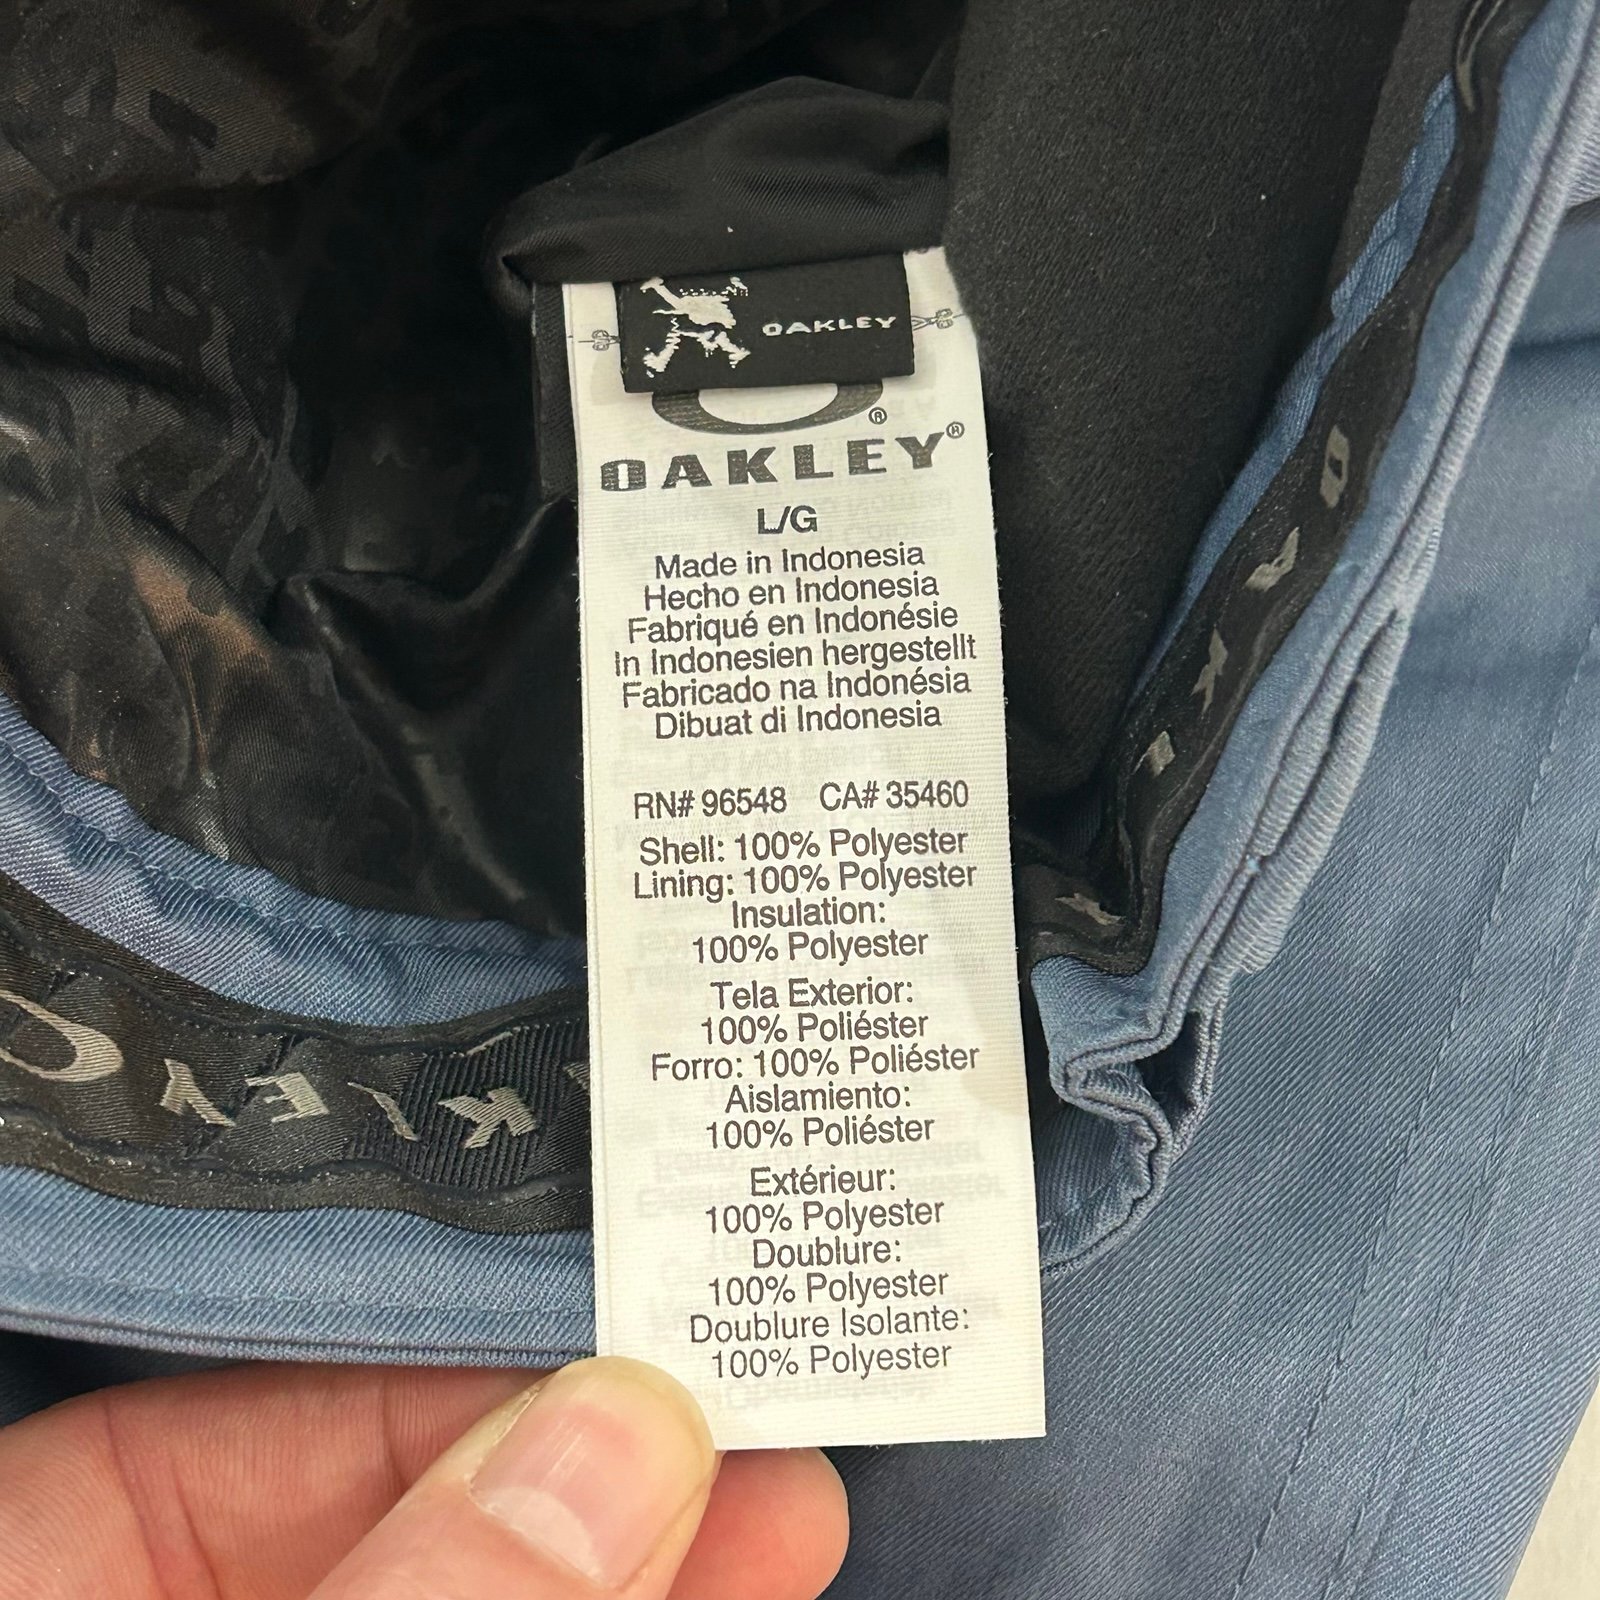 OAKLEY
OAKLEY
L/G
Made in Indonesia
Hecho en Indonesia
Fabriqué en Indonésie
In Indonesien hergestellt
Fabricado na Indonésia
Dibuat di Indonesia
RN# 96548 CA# 35460
Shell: 100% Polyester
Lining: 100% Polyester
Insulation:
100% Polyester
Tela Exterior:
100% Poliéster
Forro: 100% Poliéster
Aislamiento:
100% Poliéster
Extérieur:
100% Polyester
Doublure:
100% Polyester
Doublure Isolante:
100% Polyester